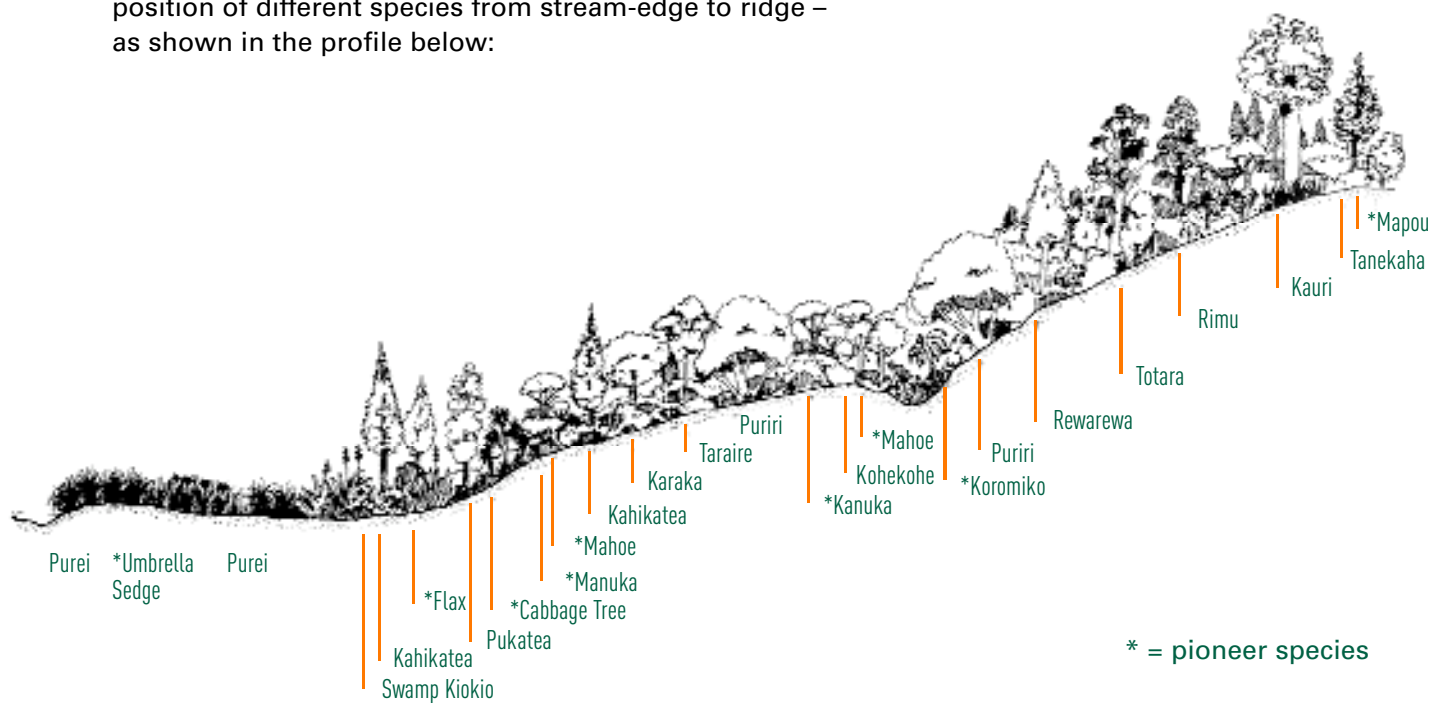 position of different species from stream-edge to ridge –
as shown in the profile below:
Purei
*Umbrella
Sedge
Purei
Swamp Kiokio
Kahikatea
*Flax
Pukatea
*Cabbage Tree
*Manuka
*Mahoe
Kahikatea
Karaka
Taraire
Puriri
*Kanuka
Kohekohe
*Mahoe
*Koromiko
Puriri
Rewarewa
Totara
Rimu
Kauri
Tanekaha
*Mapou
* = pioneer species